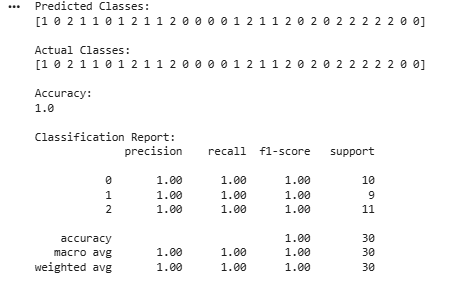 Predicted Classes:
[1 0 2 1 1 0 1 2 1 1 2 0 0 0 0 1 2 1 1 2 0 2 0 2 2 2 2 2 0 0]
Actual Classes:
[1 0 2 1 1 0 1 2 1 1 2 0 0 0 0 1 2 1 1 2 0 2 0 2 2 2 2 2 0 0]
Accuracy:
1.0
Classification Report:
precision recall f1-score support
0 1.00 1.00 1.00 10
1 1.00 1.00 1.00 9
2 1.00 1.00 1.00 11
accuracy 1.00 30
macro avg 1.00 1.00 1.00 30
weighted avg 1.00 1.00 1.00 30